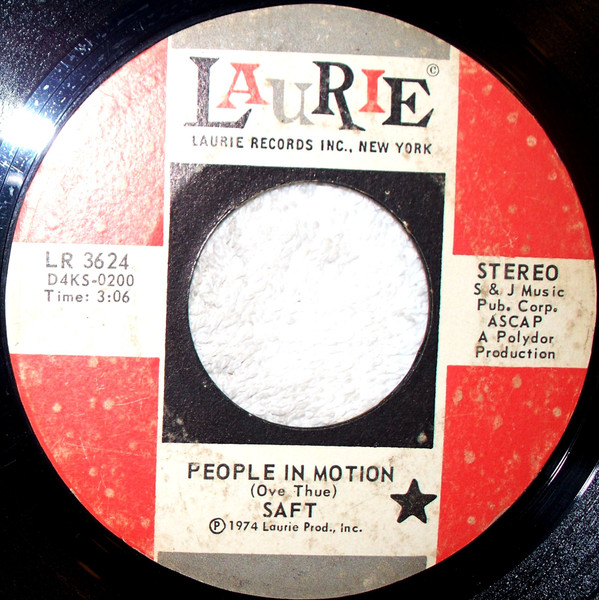 LAURIE ©
LAURIE RECORDS INC., NEW YORK
LR 3624
D4KS-0200
Time: 3:06
STEREO
S & J Music
Pub. Corp.
ASCAP
A Polydor
Production
PEOPLE IN MOTION
(Ove Thue)
SAFT
℗ 1974 Laurie Prod., Inc.